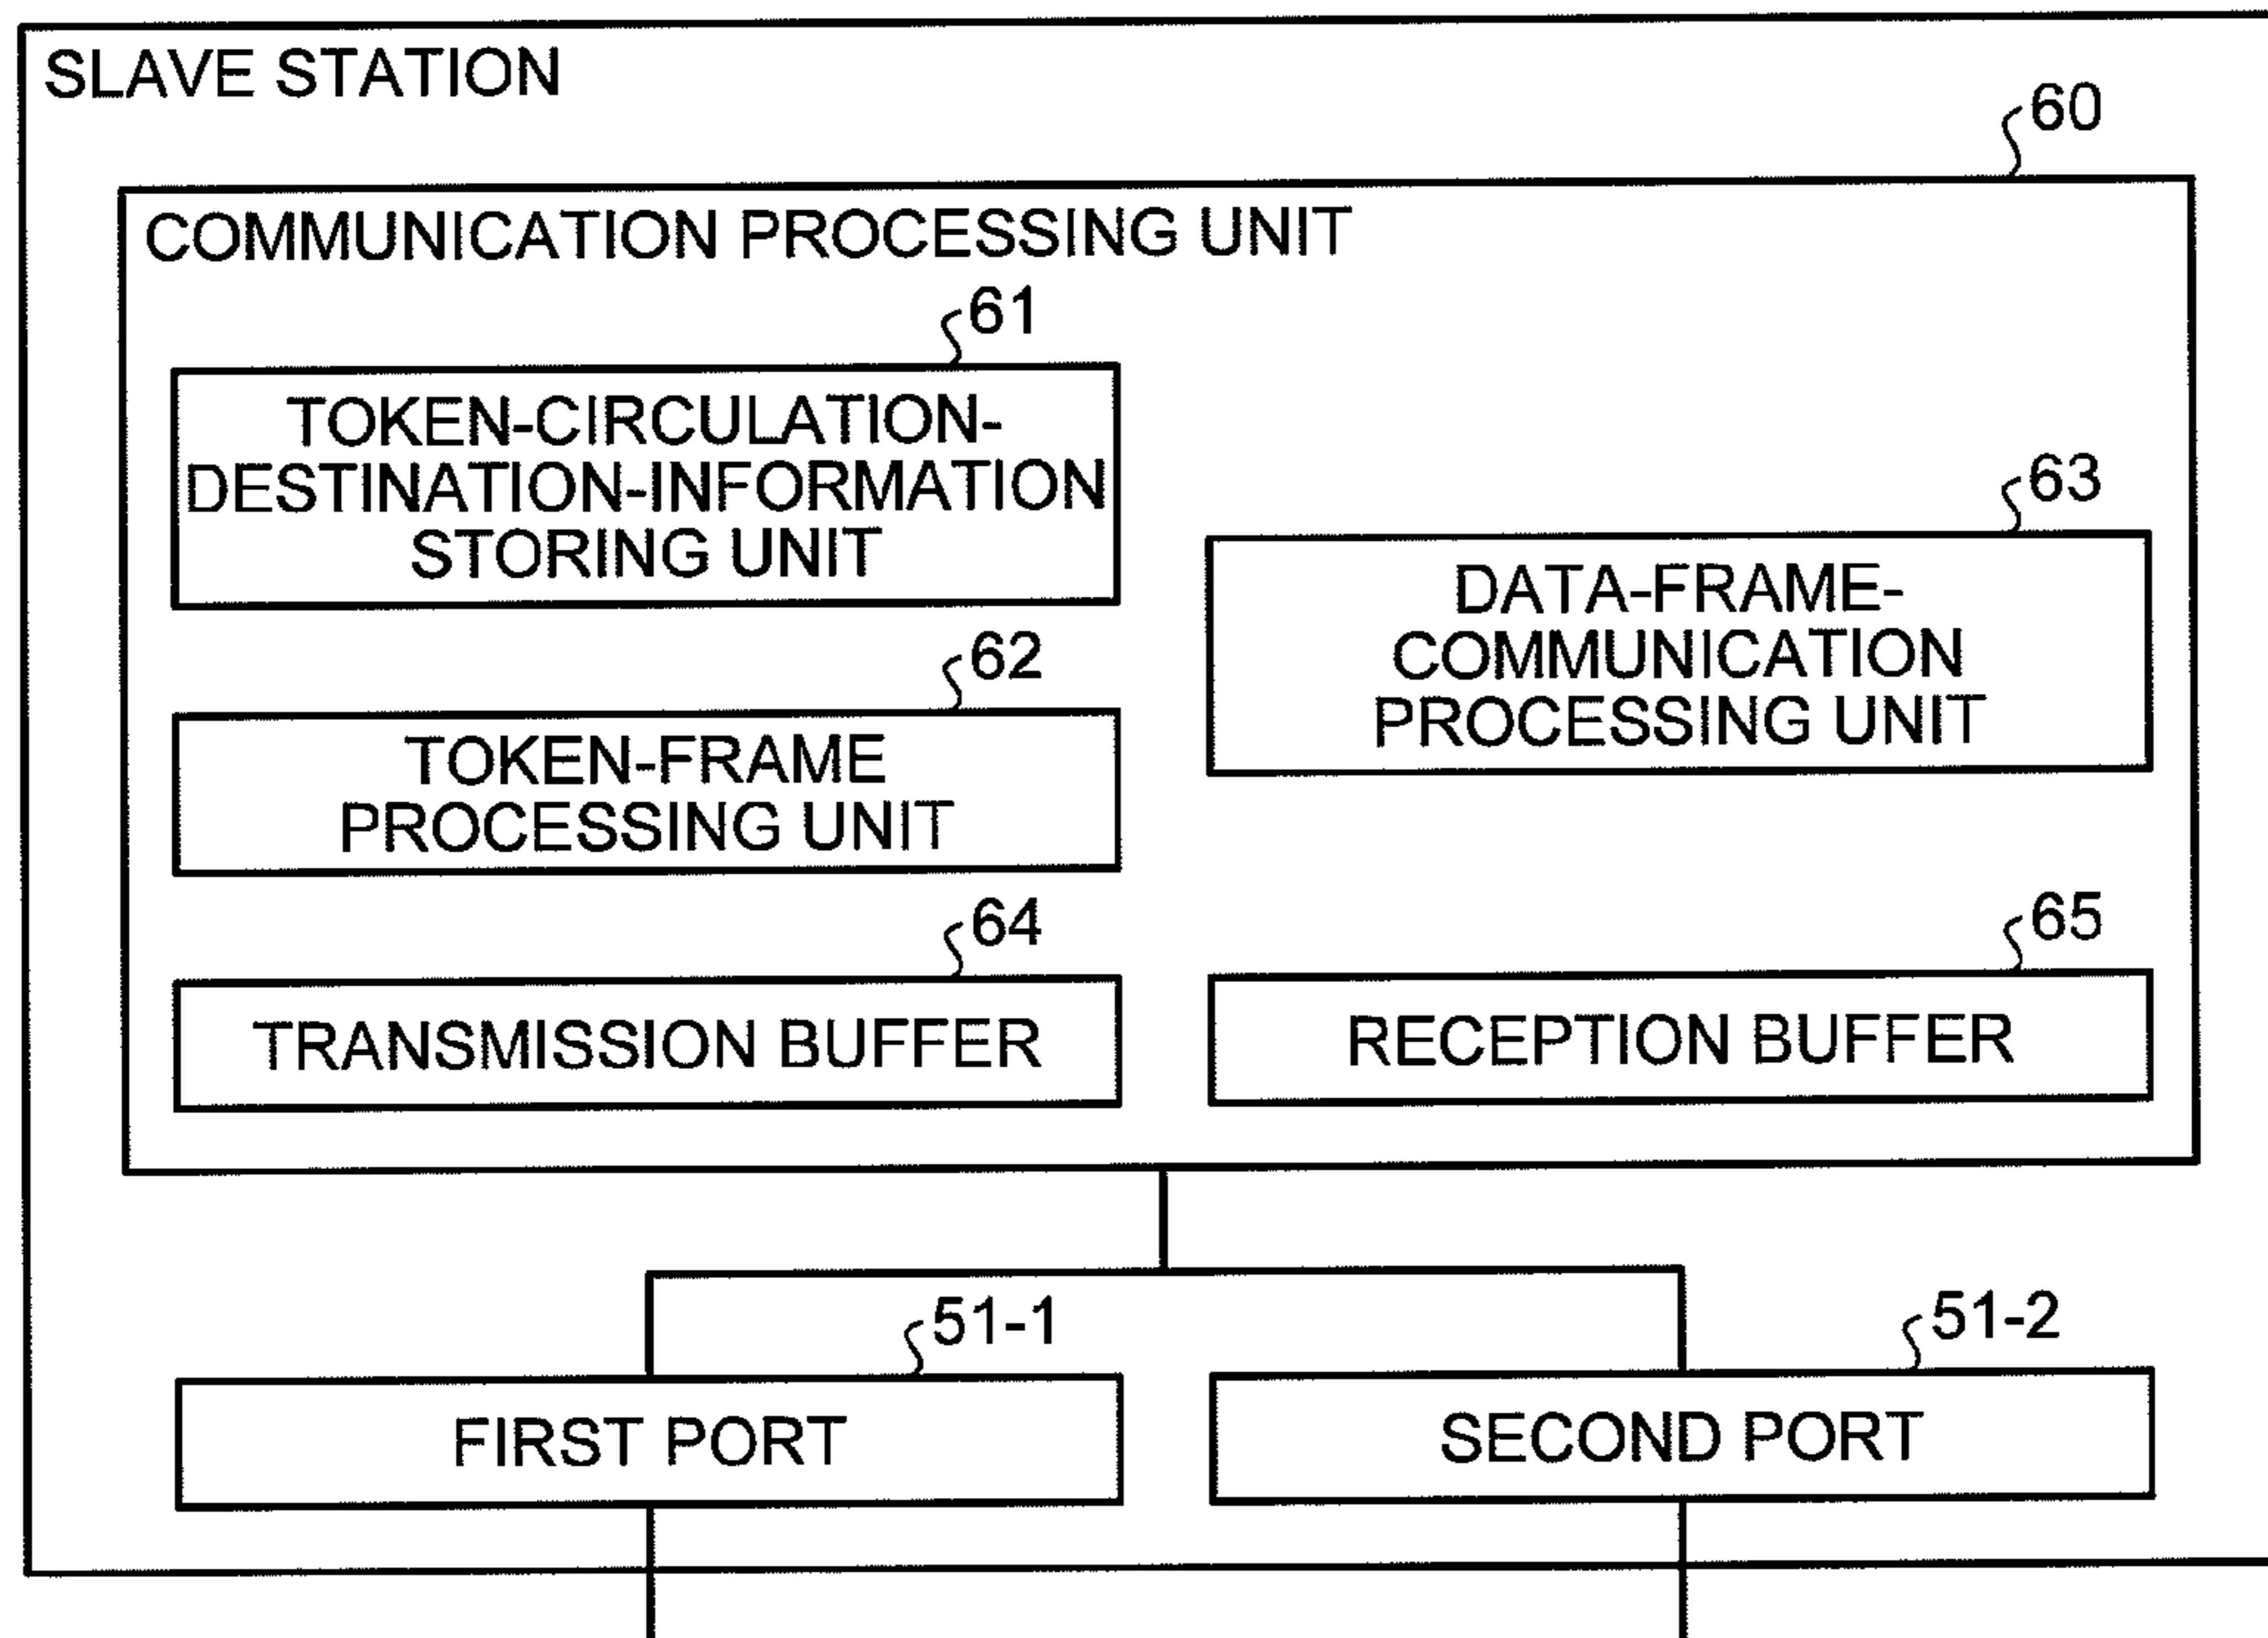 SLAVE STATION
60
COMMUNICATION PROCESSING UNIT
61
TOKEN-CIRCULATION-
DESTINATION-INFORMATION
STORING UNIT
63
DATA-FRAME-
COMMUNICATION
PROCESSING UNIT
62
TOKEN-FRAME
PROCESSING UNIT
64
TRANSMISSION BUFFER
65
RECEPTION BUFFER
51-1
FIRST PORT
51-2
SECOND PORT